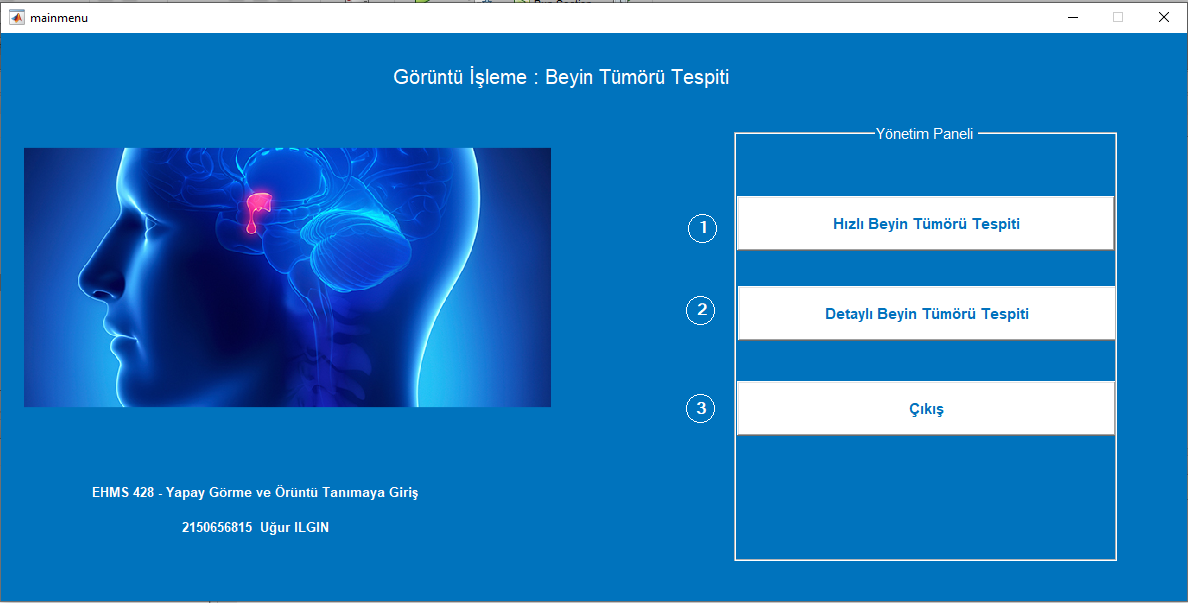 mainmenu
Görüntü İşleme : Beyin Tümörü Tespiti
Yönetim Paneli
1
Hızlı Beyin Tümörü Tespiti
2
Detaylı Beyin Tümörü Tespiti
3
Çıkış
EHMS 428 - Yapay Görme ve Örüntü Tanımaya Giriş
2150656815 Uğur ILGIN